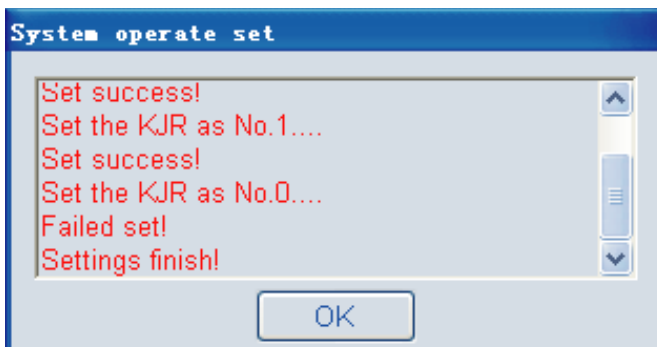 System operate set
Set success!
Set the KJR as No.1....
Set success!
Set the KJR as No.0....
Failed set!
Settings finish!
OK